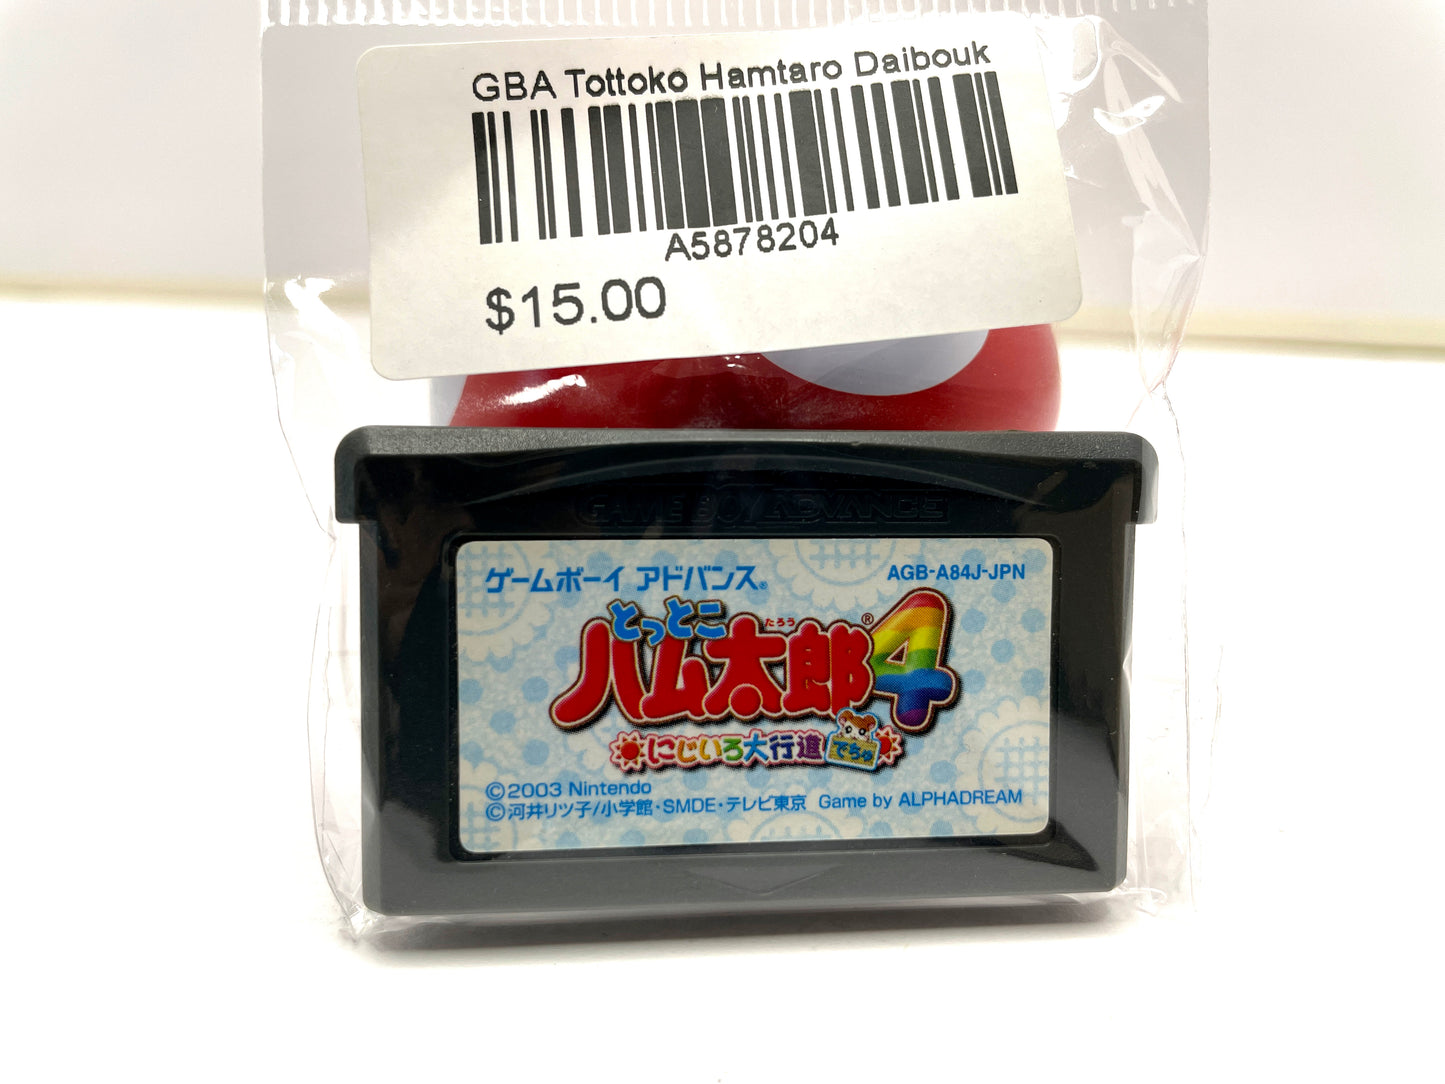 GBA Tottoko Hamtaro Daibouk
A5878204
$15.00
GAME BOY ADVANCE
ゲームボーイ アドバンス®
AGB-A84J-JPN
とっとこ
たろう
ハム太郎®4
にじいろ大行進でちゅ
©2003 Nintendo
©河井リツ子/小学館・SMDE・テレビ東京 Game by ALPHADREAM